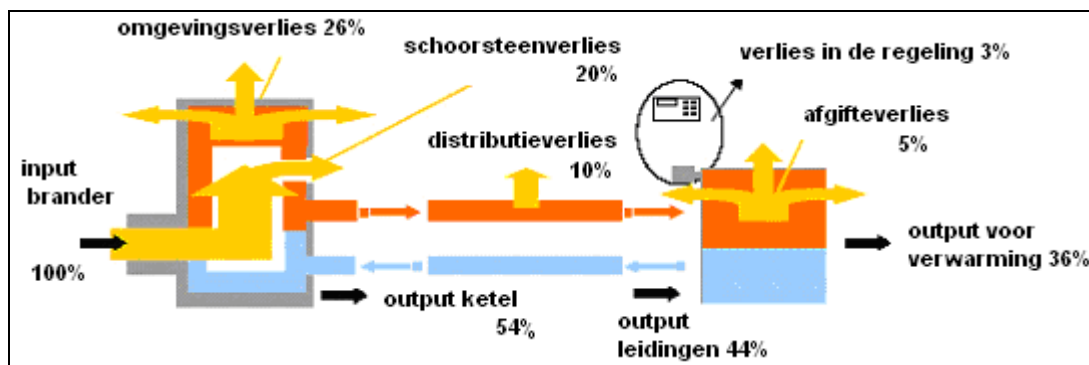 omgevingsverlies 26%
schoorsteenverlies
20%
verlies in de regeling 3%
afgifteverlies
5%
distributieverlies
10%
input
brander
100%
output ketel
54%
output
leidingen 44%
output voor
verwarming 36%